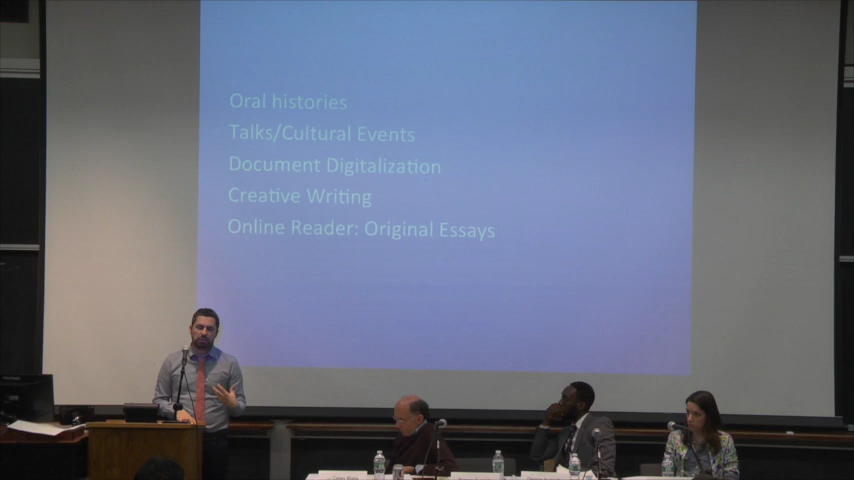 Oral histories
Talks/Cultural Events
Document Digitalization
Creative Writing
Online Reader: Original Essays